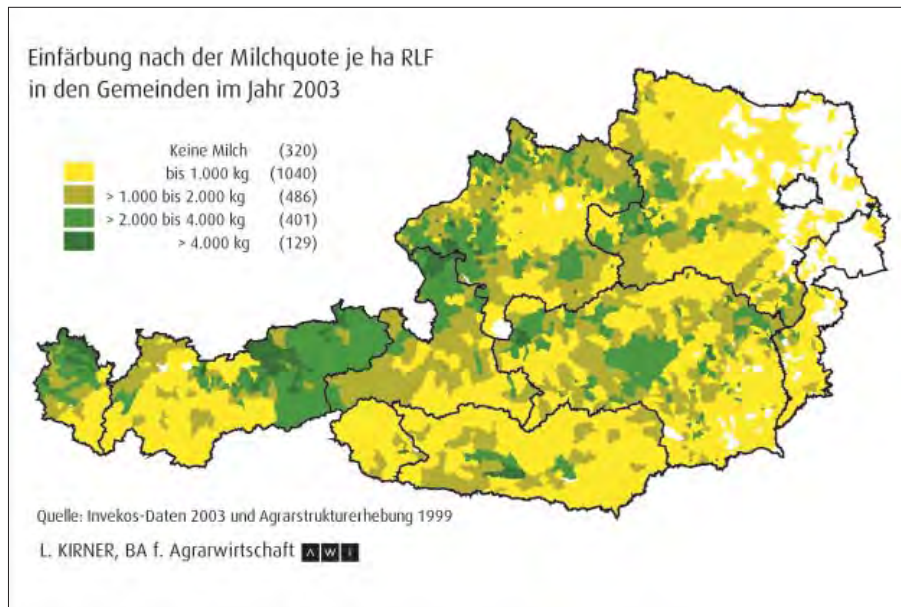 Einfärbung nach der Milchquote je ha RLF
in den Gemeinden im Jahr 2003
Keine Milch (320)
bis 1.000 kg (1040)
> 1.000 bis 2.000 kg (486)
> 2.000 bis 4.000 kg (401)
> 4.000 kg (129)
Quelle: Invekos-Daten 2003 und Agrarstrukturerhebung 1999
L. KIRNER, BA f. Agrarwirtschaft AWI